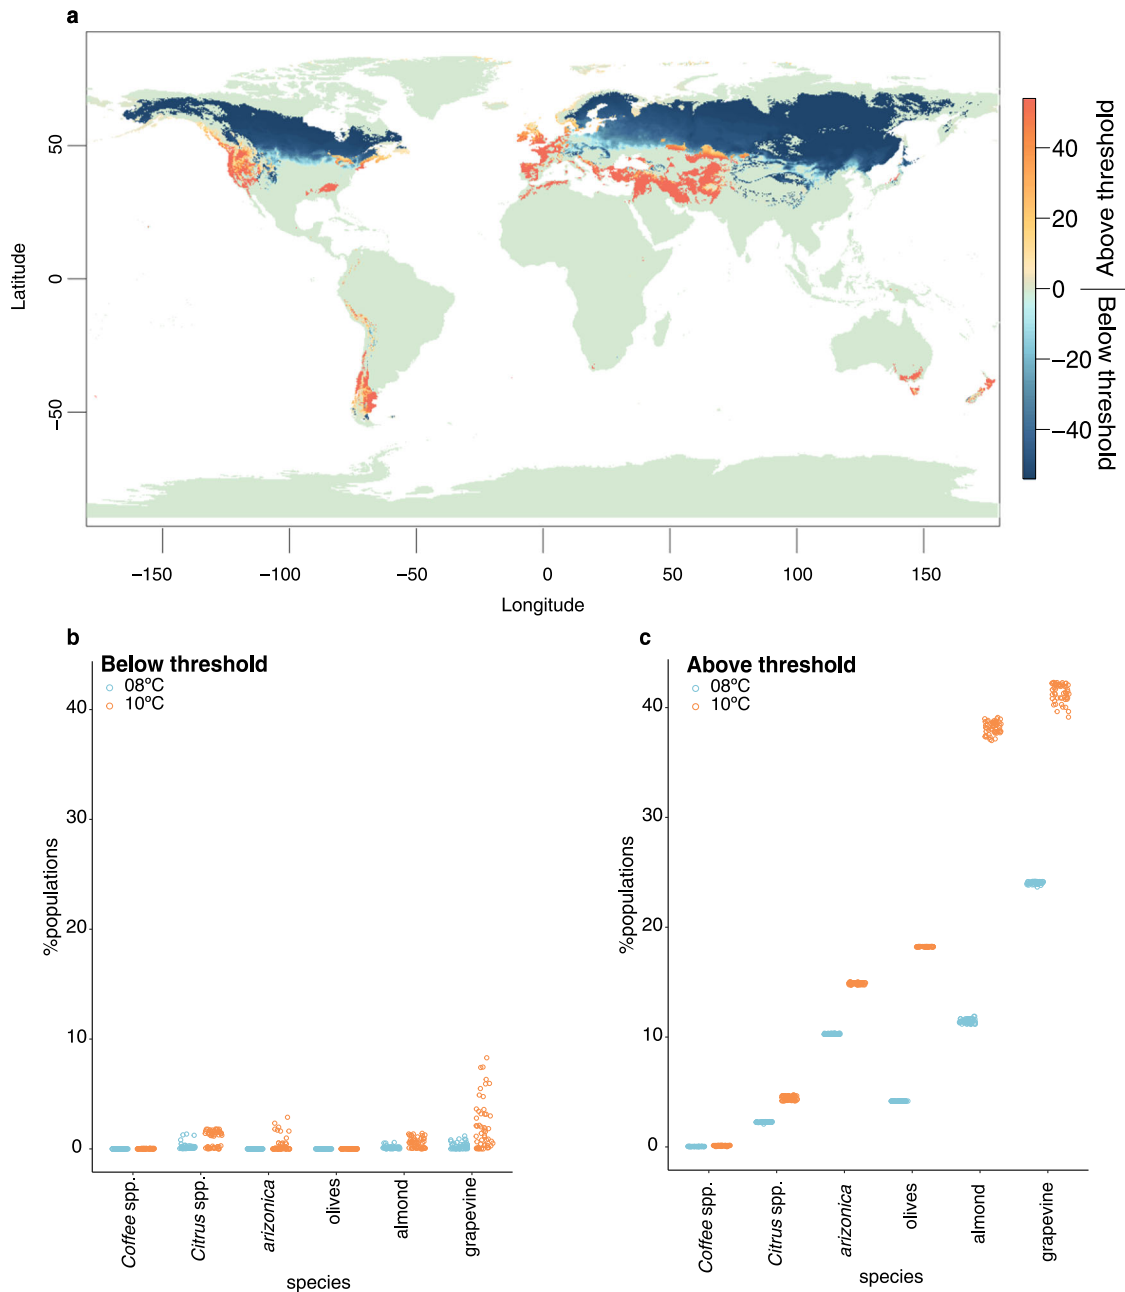 a
50
0
−50
Latitude
−150
−100
−50
0
50
100
150
Longitude
40
20
0
−20
−40
Above threshold
Below threshold
b
Below threshold
08ºC
10ºC
40
30
20
10
0
%populations
Coffee spp.
Citrus spp.
arizonica
olives
almond
grapevine
species
c
Above threshold
08ºC
10ºC
40
30
20
10
0
%populations
Coffee spp.
Citrus spp.
arizonica
olives
almond
grapevine
species